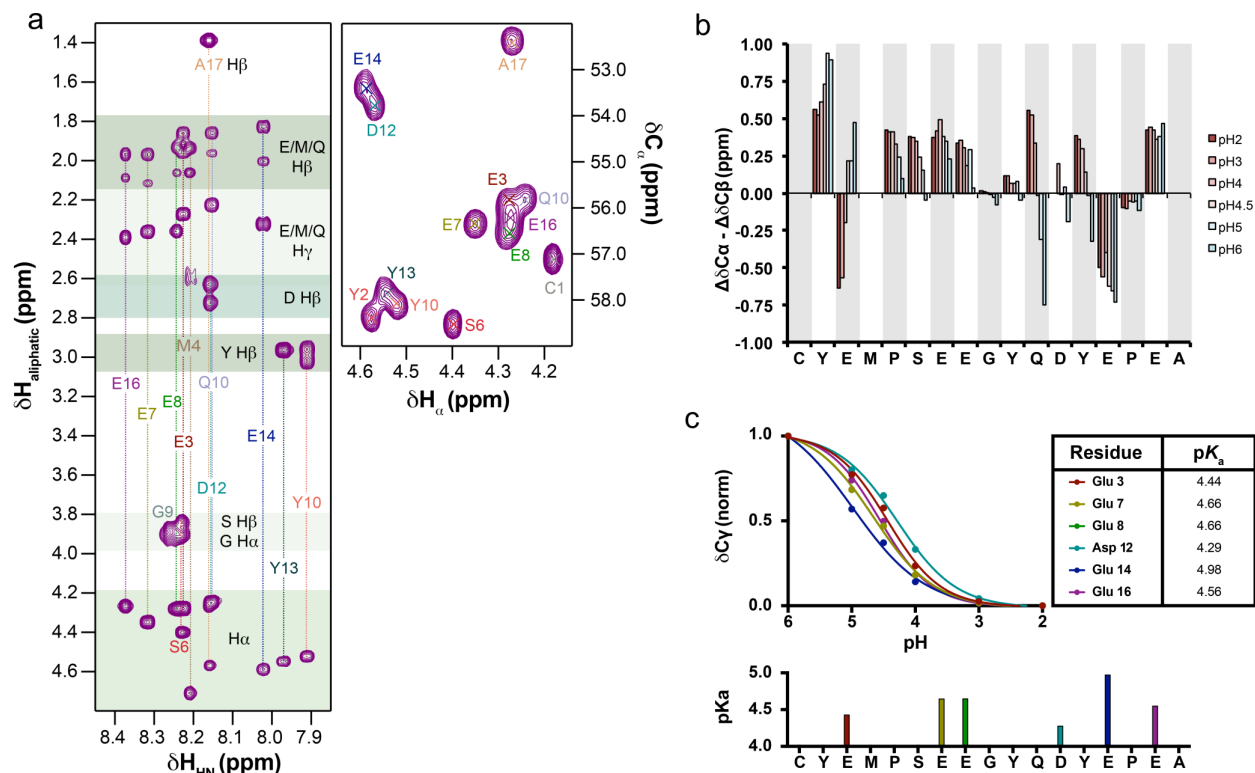 a
1.4
1.6
1.8
2.0
2.2
2.4
2.6
2.8
3.0
3.2
3.4
3.6
3.8
4.0
4.2
4.4
4.6
δHaliphatic (ppm)
A17 Hβ
E/M/Q
Hβ
E/M/Q
Hγ
D Hβ
Y Hβ
M4
E16
Q10
E8
E7
E3
E14
D12
Y10
G9
S Hβ
G Hα
Y13
S6
Hα
8.4 8.3 8.2 8.1 8.0 7.9
δHHN (ppm)
E14
D12
A17
E3
Q10
E7
E16
E8
Y13
C1
Y2
Y10
S6
53.0
54.0
55.0
56.0
57.0
58.0
δCα (ppm)
4.6 4.5 4.4 4.3 4.2
δHα (ppm)
b
1.00
0.75
0.50
0.25
0.00
-0.25
-0.50
-0.75
-1.00
ΔδCα - ΔδCβ (ppm)
C Y E M P S E E G Y Q D Y E P E A
pH2
pH3
pH4
pH4.5
pH5
pH6
c
1.0
0.5
0.0
δCγ (norm)
6 5 4 3 2
pH
Residue pKa
Glu 3 4.44
Glu 7 4.66
Glu 8 4.66
Asp 12 4.29
Glu 14 4.98
Glu 16 4.56
5.0
4.5
4.0
pKa
C Y E M P S E E G Y Q D Y E P E A